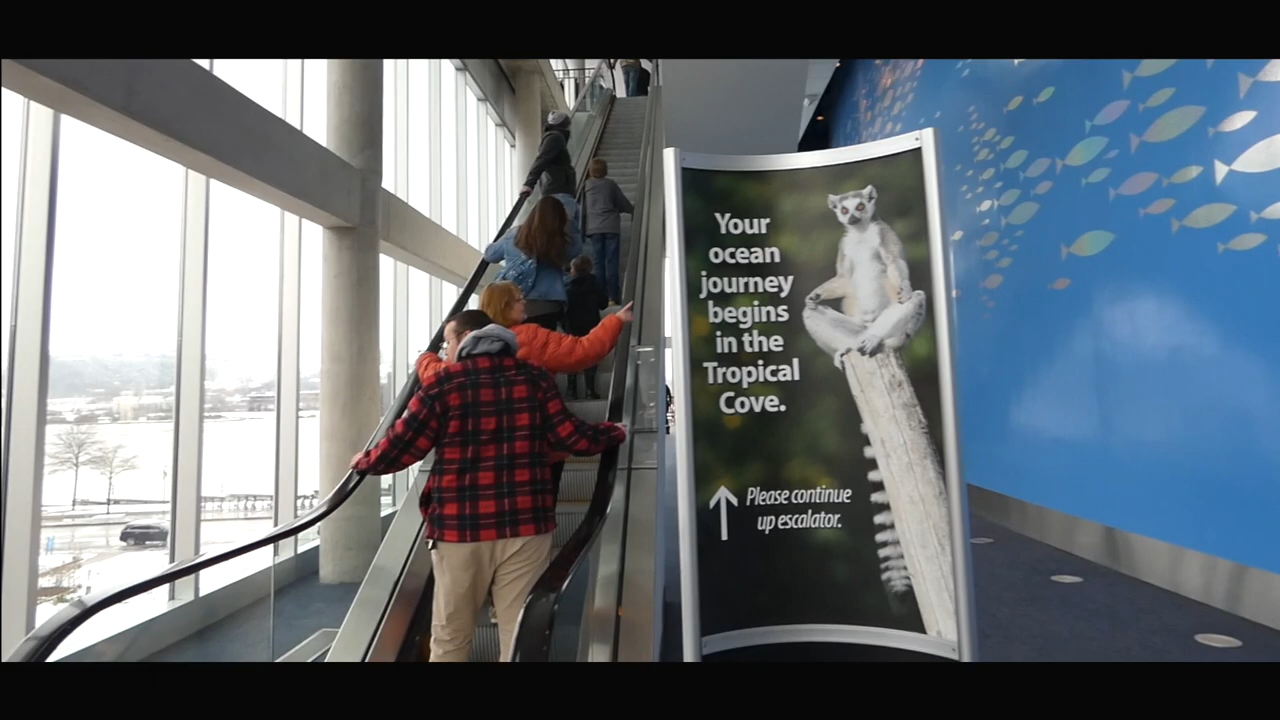 Your
ocean
journey
begins
in the
Tropical
Cove.
Please continue
up escalator.